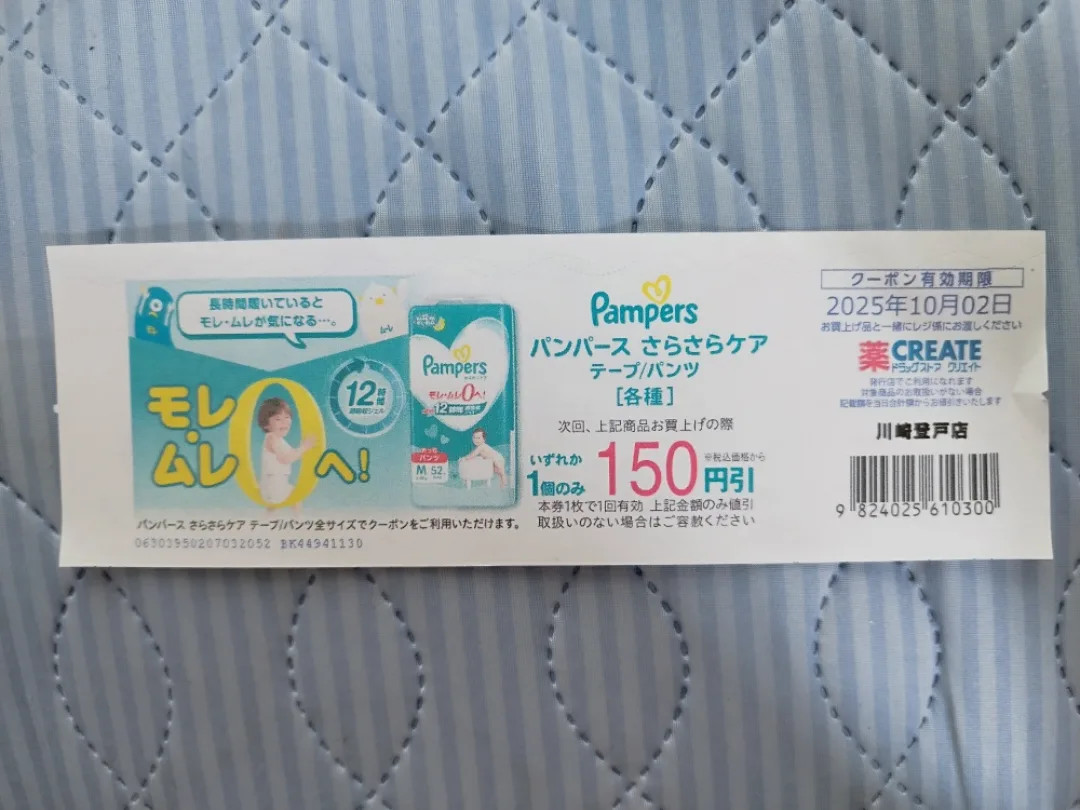 長時間履いていると
モレ・ムレが気になる…。
モレ・
ムレ0へ!
12時間
Pampers
モレ・ムレ0へ!
12時間
パンツ
M 52
パンパース さらさらケア テープ/パンツ全サイズでクーポンをご利用いただけます。
06303950207032052 BK44941130
Pampers
パンパース さらさらケア
テープ/パンツ
[各種]
次回、上記商品お買上げの際
いずれか
1個のみ 150円引
※税込価格から
本券1枚で1回有効 上記金額のみ値引
取扱いのない場合はご容赦ください
クーポン有効期限
2025年10月02日
お買上げ品と一緒にレジ係にお渡しください
薬 CREATE
ドラッグストア クリエイト
発行店でご利用になれます
対象商品のお取扱いがない場合
記載額を当日合計額からお値引きいたします
川崎登戸店
9 824025 610300